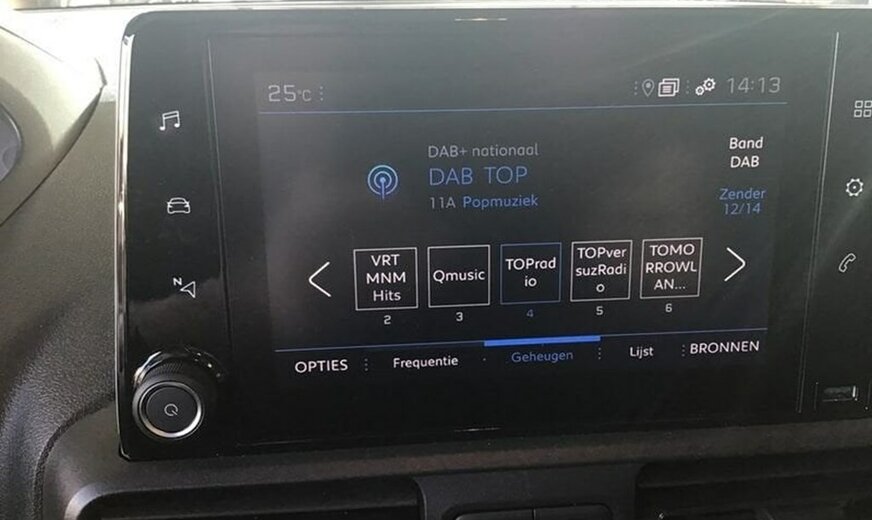 25°C
14:13
DAB+ nationaal
DAB TOP
11A Popmuziek
Band
DAB
Zender
12/14
VRT
MNM
Hits
2
Qmusic
3
TOPrad
io
4
TOPver
suzRadi
o
5
TOMO
RROWL
AN...
6
N
OPTIES
Frequentie
Geheugen
Lijst
BRONNEN